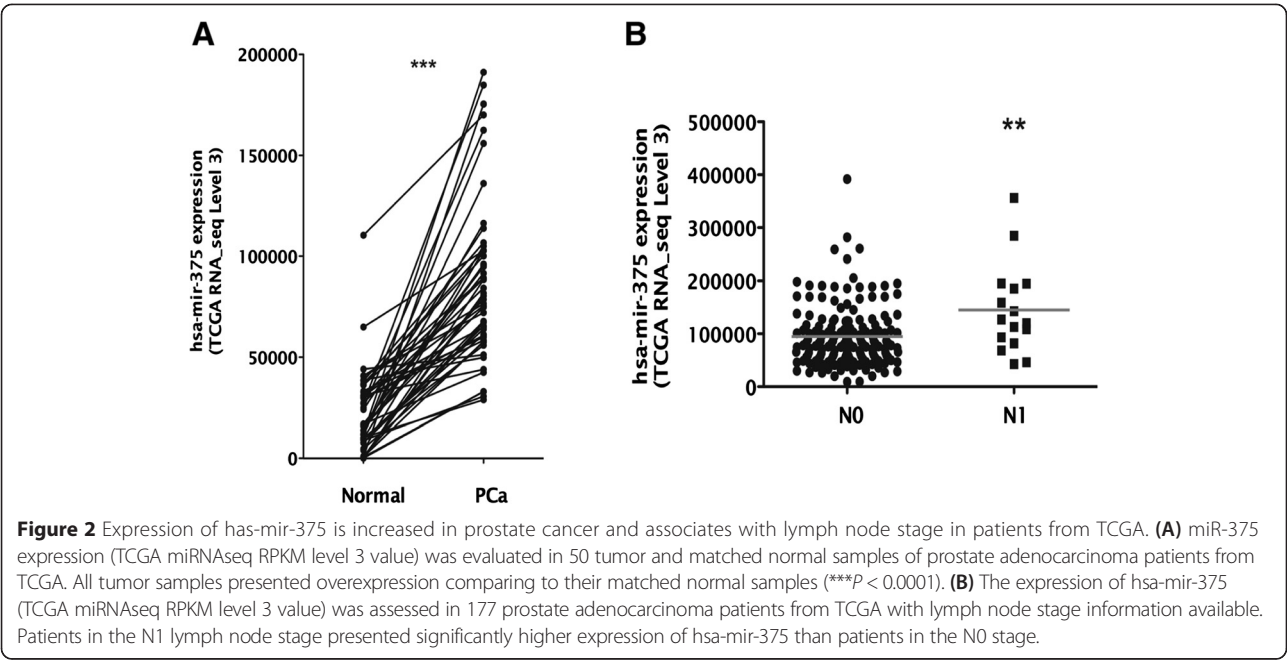 A
200000
***
150000
100000
50000
0
hsa-mir-375 expression
(TCGA RNA_seq Level 3)
Normal PCa
B
500000
**
400000
300000
200000
100000
0
hsa-mir-375 expression
(TCGA RNA_seq Level 3)
N0 N1
Figure 2 Expression of has-mir-375 is increased in prostate cancer and associates with lymph node stage in patients from TCGA. (A) miR-375
expression (TCGA miRNAseq RPKM level 3 value) was evaluated in 50 tumor and matched normal samples of prostate adenocarcinoma patients from
TCGA. All tumor samples presented overexpression comparing to their matched normal samples (***P < 0.0001). (B) The expression of hsa-mir-375
(TCGA miRNAseq RPKM level 3 value) was assessed in 177 prostate adenocarcinoma patients from TCGA with lymph node stage information available.
Patients in the N1 lymph node stage presented significantly higher expression of hsa-mir-375 than patients in the N0 stage.